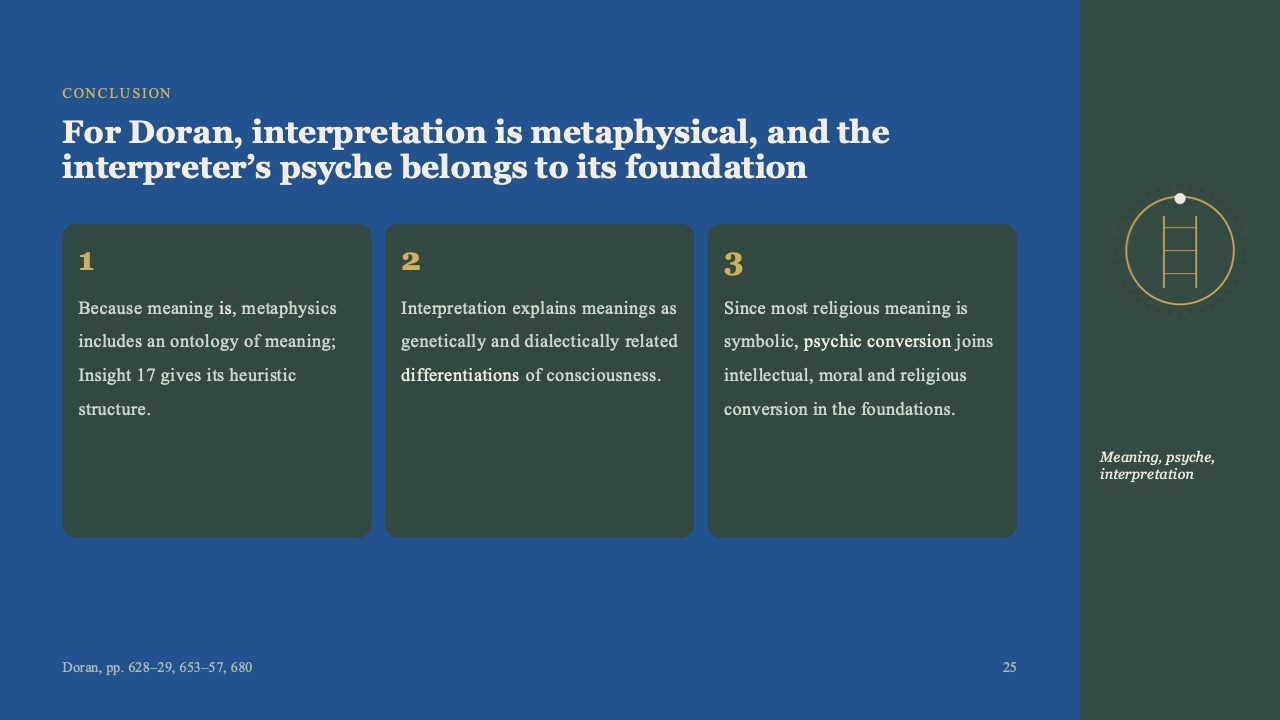 CONCLUSION
For Doran, interpretation is metaphysical, and the
interpreter’s psyche belongs to its foundation
1
Because meaning is, metaphysics
includes an ontology of meaning;
Insight 17 gives its heuristic
structure.
2
Interpretation explains meanings as
genetically and dialectically related
differentiations of consciousness.
3
Since most religious meaning is
symbolic, psychic conversion joins
intellectual, moral and religious
conversion in the foundations.
Meaning, psyche,
interpretation
Doran, pp. 628–29, 653–57, 680
25